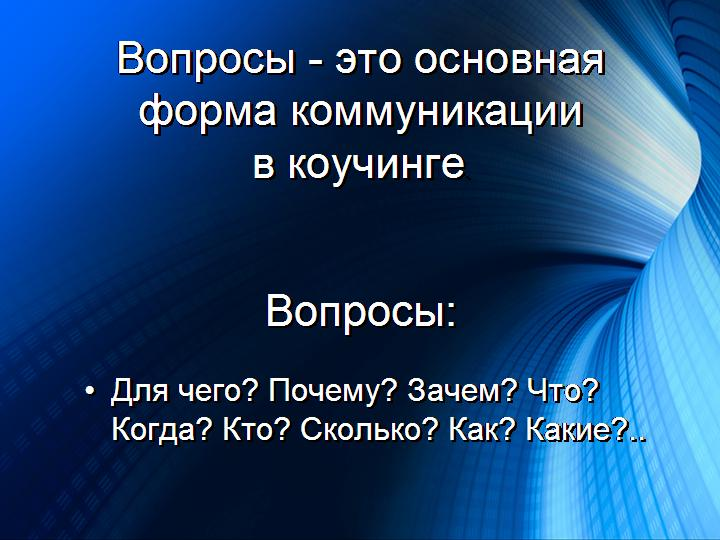 Вопросы - это основная
форма коммуникации
в коучинге
Вопросы:
• Для чего? Почему? Зачем? Что?
Когда? Кто? Сколько? Как? Какие?..